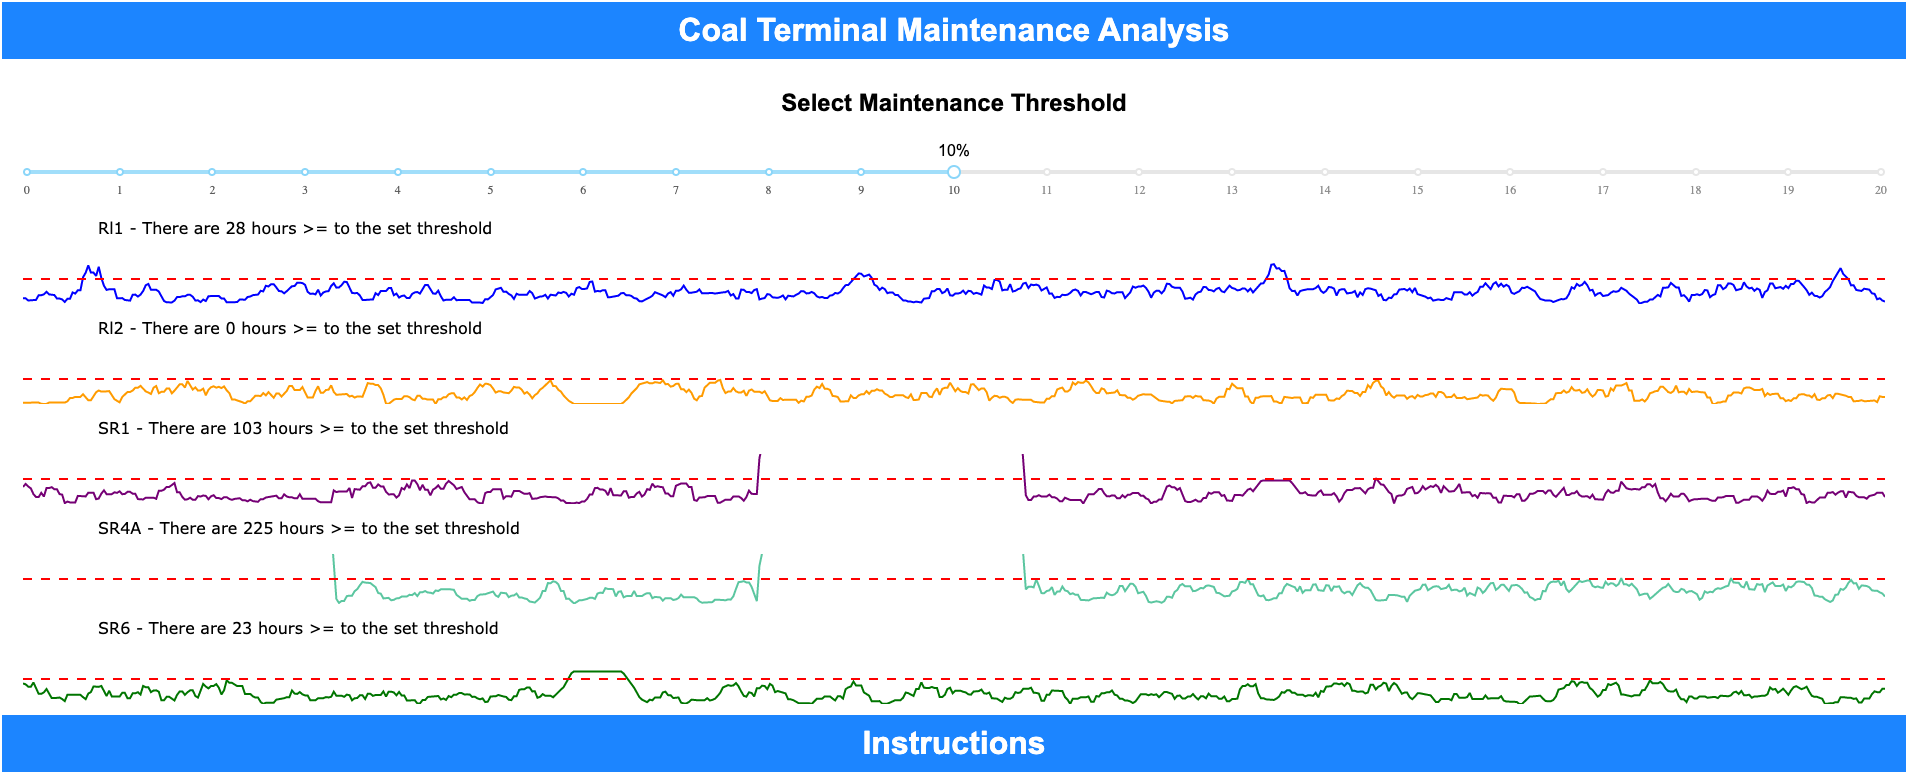 Coal Terminal Maintenance Analysis
Select Maintenance Threshold
10%
0 1 2 3 4 5 6 7 8 9 10 11 12 13 14 15 16 17 18 19 20
Rl1 - There are 28 hours >= to the set threshold
Rl2 - There are 0 hours >= to the set threshold
SR1 - There are 103 hours >= to the set threshold
SR4A - There are 225 hours >= to the set threshold
SR6 - There are 23 hours >= to the set threshold
Instructions